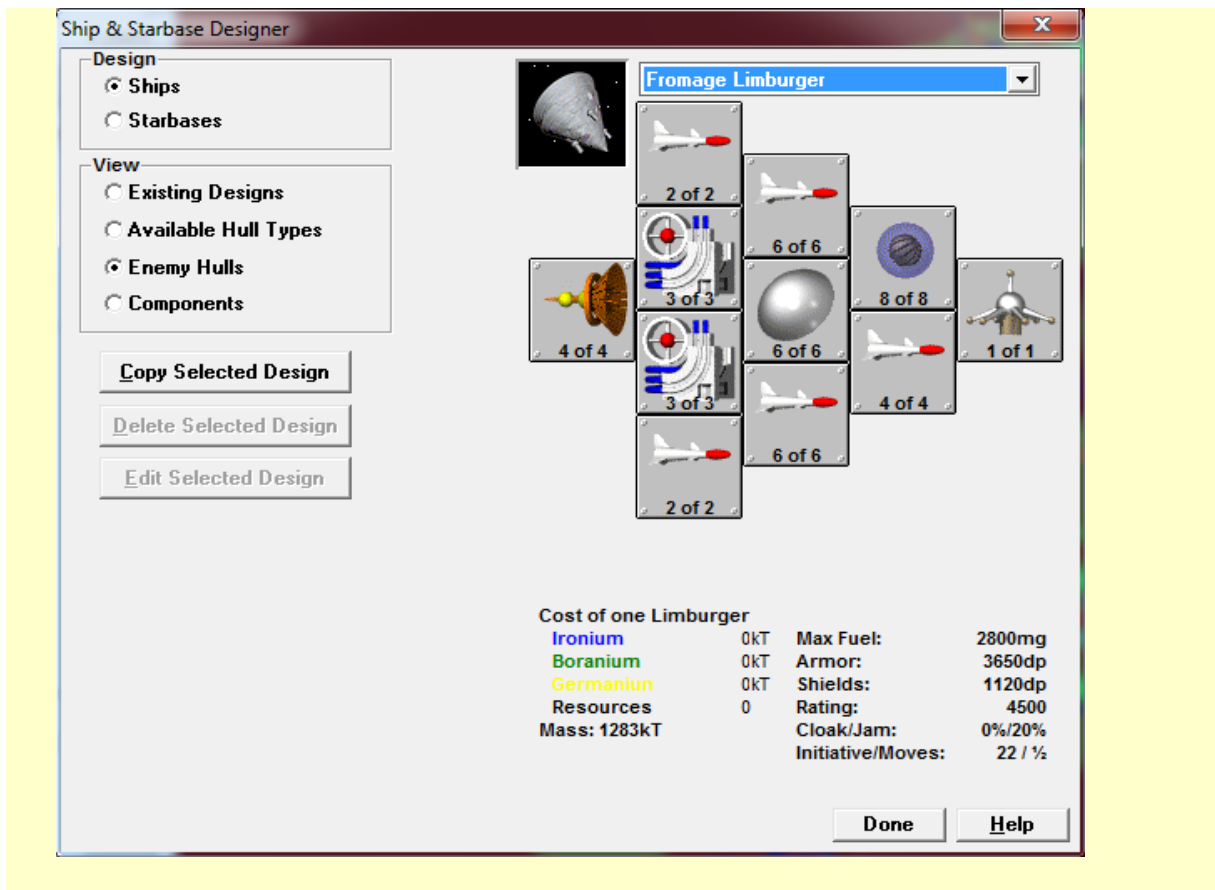 Ship & Starbase Designer
x
Design
Ships
Starbases
View
Existing Designs
Available Hull Types
Enemy Hulls
Components
Copy Selected Design
Delete Selected Design
Edit Selected Design
Fromage Limburger
2 of 2
6 of 6
3 of 3
8 of 8
4 of 4
6 of 6
1 of 1
3 of 3
4 of 4
6 of 6
2 of 2
Cost of one Limburger
Ironium 0kT Max Fuel: 2800mg
Boranium 0kT Armor: 3650dp
Germaniun 0kT Shields: 1120dp
Resources 0 Rating: 4500
Mass: 1283kT Cloak/Jam: 0%/20%
Initiative/Moves: 22 / ½
Done Help